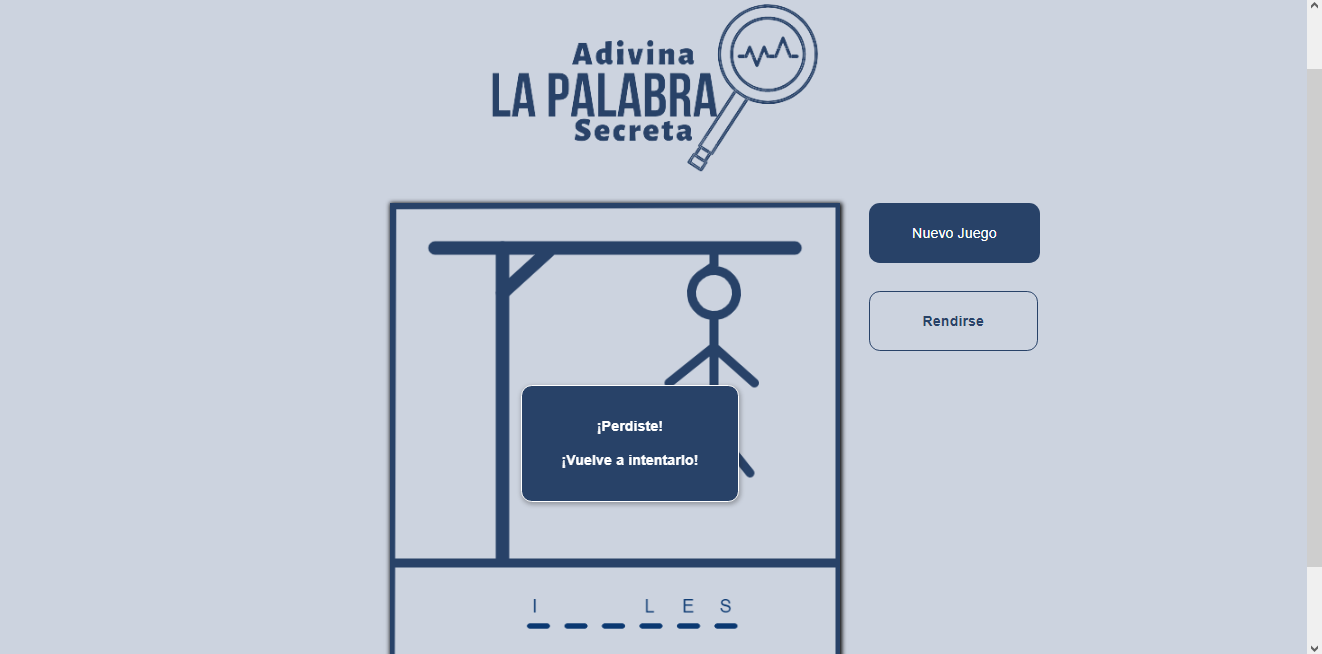 Adivina
LA PALABRA
Secreta
Nuevo Juego
Rendirse
¡Perdiste!
¡Vuelve a intentarlo!
I _ _ L E S